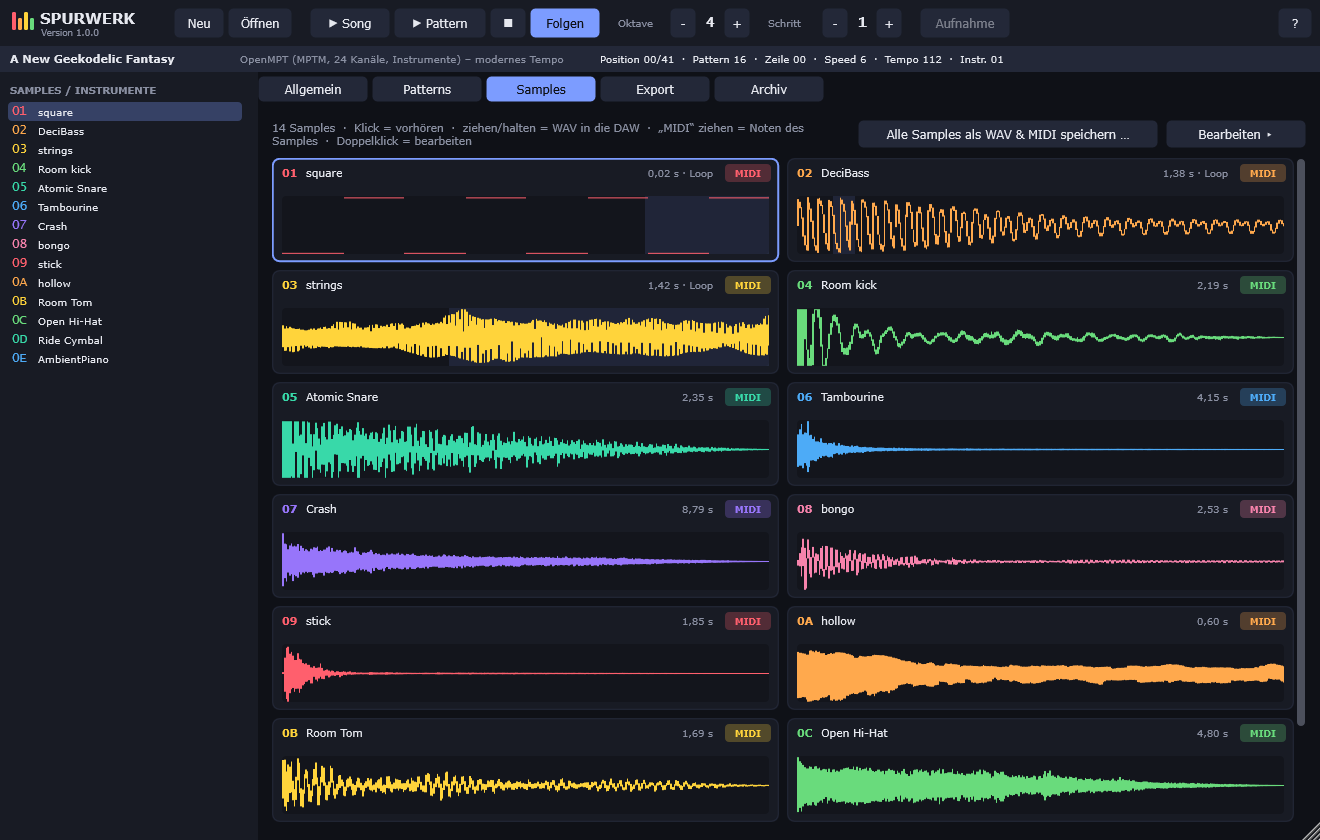 SPURWERK
Version 1.0.0
Neu Öffnen ▶ Song ▶ Pattern Folgen Oktave - 4 + Schritt - 1 + Aufnahme ?
A New Geekodelic Fantasy OpenMPT (MPTM, 24 Kanäle, Instrumente) – modernes Tempo Position 00/41 · Pattern 16 · Zeile 00 · Speed 6 · Tempo 112 · Instr. 01
SAMPLES / INSTRUMENTE
01 square
02 DeciBass
03 strings
04 Room kick
05 Atomic Snare
06 Tambourine
07 Crash
08 bongo
09 stick
0A hollow
0B Room Tom
0C Open Hi-Hat
0D Ride Cymbal
0E AmbientPiano
Allgemein Patterns Samples Export Archiv
14 Samples · Klick = vorhören · ziehen/halten = WAV in die DAW · „MIDI“ ziehen = Noten des
Samples · Doppelklick = bearbeiten
Alle Samples als WAV & MIDI speichern ... Bearbeiten ▸
01 square 0,02 s · Loop MIDI
02 DeciBass 1,38 s · Loop MIDI
03 strings 1,42 s · Loop MIDI
04 Room kick 2,19 s MIDI
05 Atomic Snare 2,35 s MIDI
06 Tambourine 4,15 s MIDI
07 Crash 8,79 s MIDI
08 bongo 2,53 s MIDI
09 stick 1,85 s MIDI
0A hollow 0,60 s MIDI
0B Room Tom 1,69 s MIDI
0C Open Hi-Hat 4,80 s MIDI